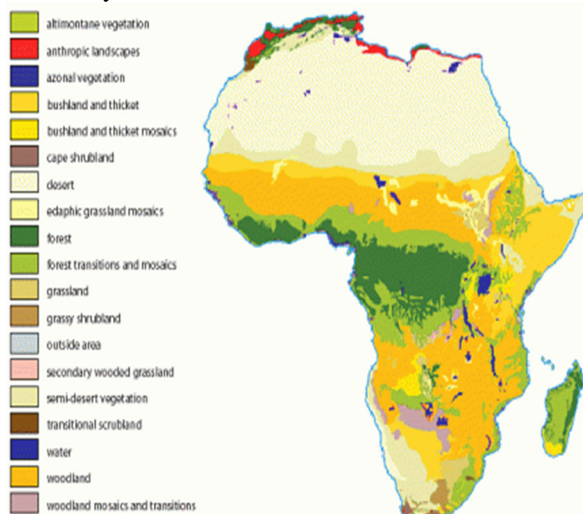 altimontane vegetation
anthropic landscapes
azonal vegetation
bushland and thicket
bushland and thicket mosaics
cape shrubland
desert
edaphic grassland mosaics
forest
forest transitions and mosaics
grassland
grassy shrubland
outside area
secondary wooded grassland
semi-desert vegetation
transitional scrubland
water
woodland
woodland mosaics and transitions